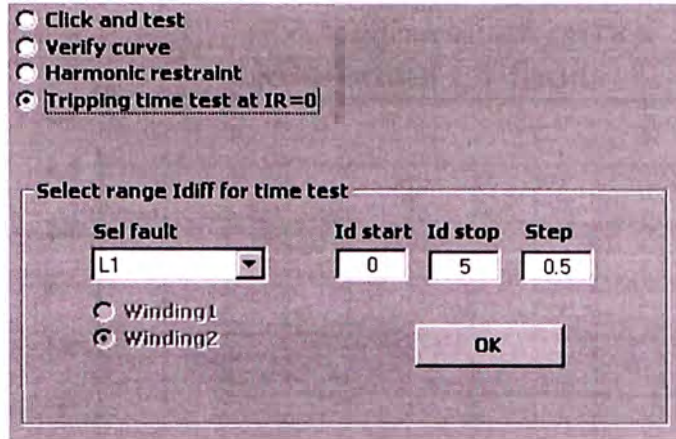 Click and test
Verify curve
Harmonic restraint
Tripping time test at IR=0
Select range Idiff for time test
Sel fault Id start Id stop Step
L1 0 5 0.5
Winding1
Winding2
OK